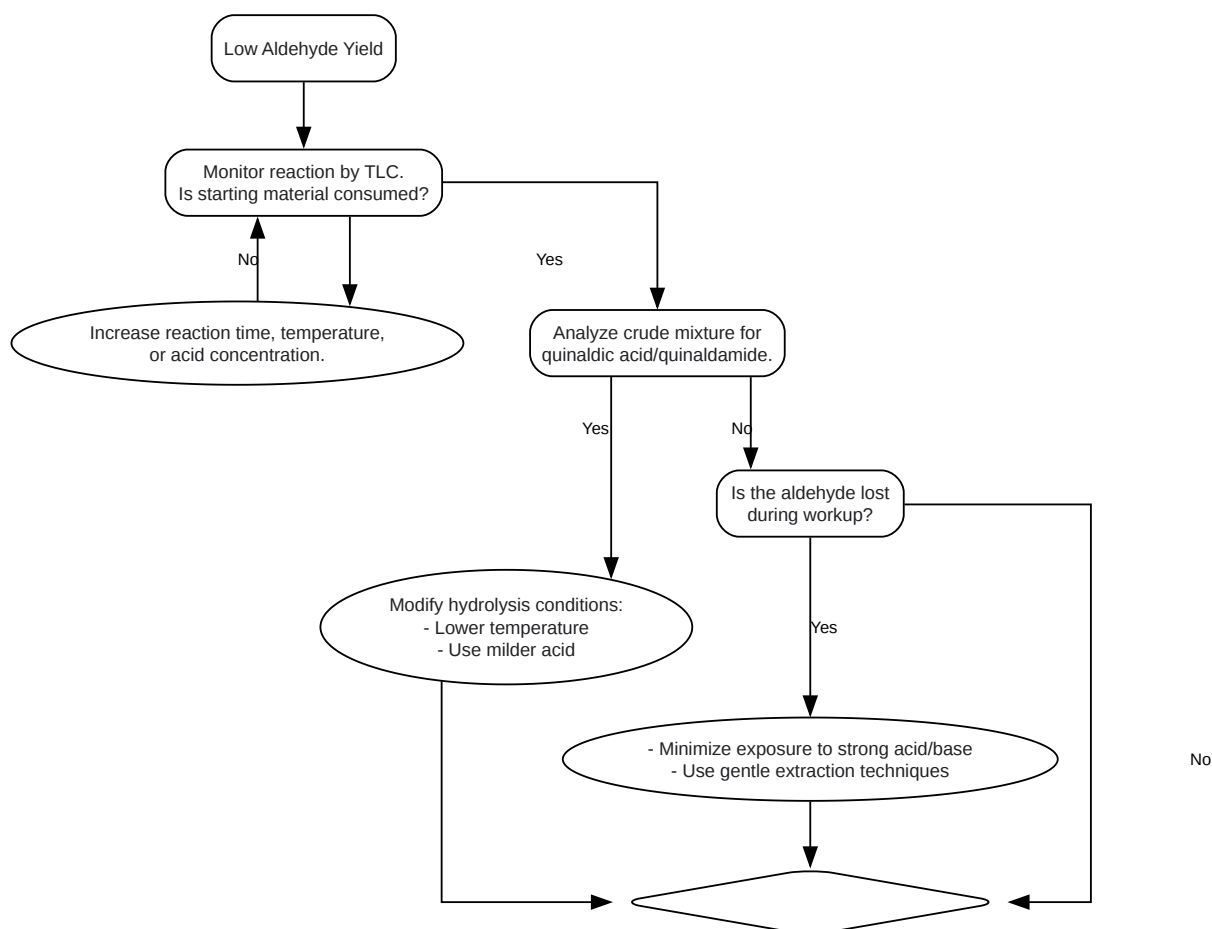 Low Aldehyde Yield
Monitor reaction by TLC.
Is starting material consumed?
No
Yes
Increase reaction time, temperature,
or acid concentration.
Analyze crude mixture for
quinaldic acid/quinaldamide.
Yes
No
Is the aldehyde lost
during workup?
Modify hydrolysis conditions:
- Lower temperature
- Use milder acid
Yes
- Minimize exposure to strong acid/base
- Use gentle extraction techniques
No